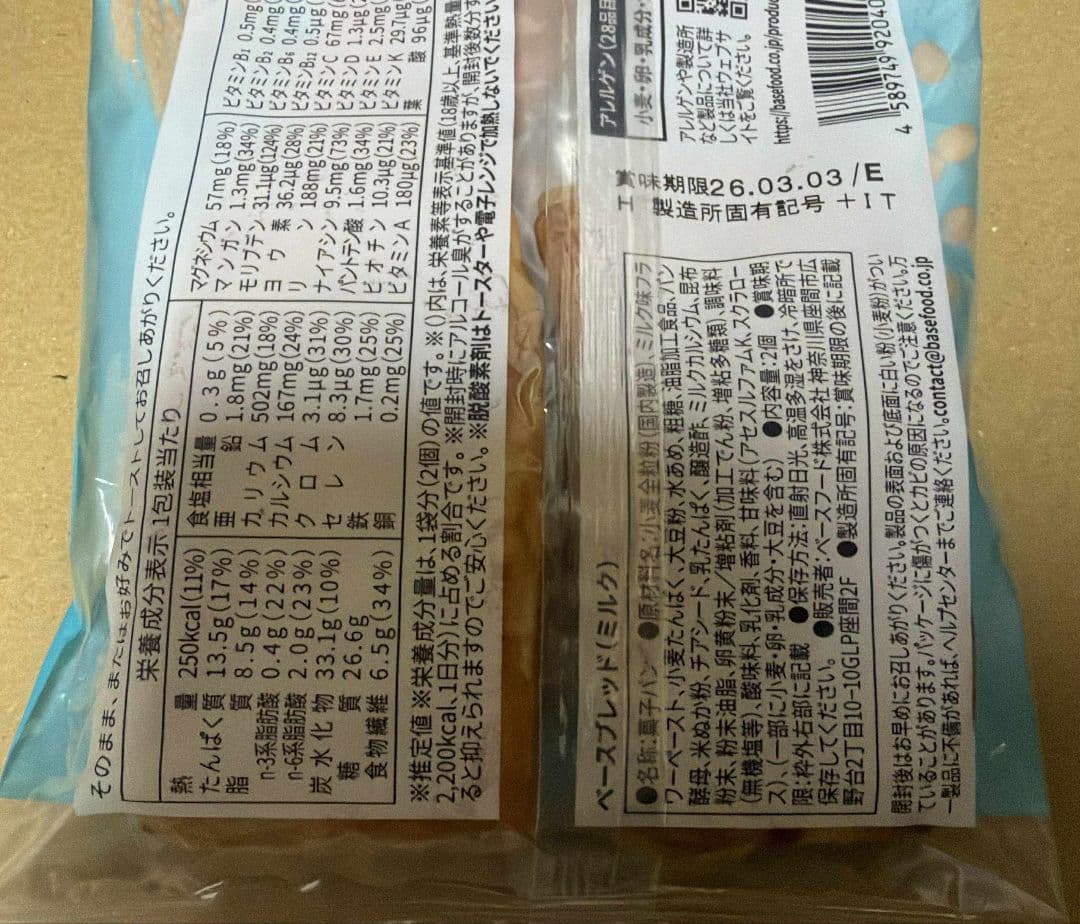 そのまま、またはお好みでトーストしてお召しあがりください。
栄養成分表示 1包装当たり
熱量 250kcal(11%)
たんぱく質 13.5g(17%)
脂質 8.5g(14%)
n-3系脂肪酸 0.4g(22%)
n-6系脂肪酸 2.0g(23%)
炭水化物 33.1g(10%)
糖質 26.6g
食物繊維 6.5g(34%)
食塩相当量 0.3g(5%)
亜鉛 1.8mg(21%)
カリウム 502mg(18%)
カルシウム 167mg(24%)
クロム 3.1μg(31%)
セレン 8.3μg(30%)
鉄 1.7mg(25%)
銅 0.2mg(25%)
マグネシウム 57mg(18%)
マンガン 1.3mg(34%)
モリブデン 31.1μg(124%)
ヨウ素 36.2μg(28%)
リン 188mg(21%)
ナイアシン 9.5mg(73%)
パントテン酸 1.6mg(34%)
ビオチン 10.3μg(21%)
ビタミンA 180μg(23%)
ビタミンB1 0.5mg
ビタミンB2 0.4mg
ビタミンB6 0.4mg
ビタミンB12 0.5μg
ビタミンC 67mg
ビタミンD 1.3μg
ビタミンE 2.5mg
ビタミンK 29.7μg
葉酸 96μg
※推定値 ※栄養成分量は、1袋分(2個)の値です。※()内は、栄養素等表示基準値(18歳以上、基準熱量
2,200kcal、1日分)に占める割合です。※開封時にアルコール臭がすることがありますが、開封後数分す
ると抑えられますのでご安心ください。※脱酸素剤はトースターや電子レンジで加熱しないでください
アレルゲン(28品目
小麦・卵・乳成分・
アレルゲンや製造所
など製品について詳
しくは当社ウェブサ
イトをご覧ください。
https://basefood.co.jp/produ
4 589749 92040
賞味期限26.03.03/E
製造所固有記号 +IT
ベースブレッド(ミルク)
●名称:菓子パン ●原材料名:小麦全粒粉(国内製造)、ミルク味フラ
ワーペースト、小麦たんぱく、大豆粉、水あめ、粗糖、油脂加工食品、パン
酵母、米ぬか粉、チアシード、乳たんぱく、醸造酢、ミルクカルシウム、昆布
粉末、粉末油脂、卵黄粉末/増粘剤(加工でん粉、増粘多糖類)、調味料
(無機塩等)、酸味料、乳化剤、香料、甘味料(アセスルファムK、スクラロー
ス)、(一部に小麦・卵・乳成分・大豆を含む) ●内容量:2個 ●賞味期
限:枠外右部に記載 ●保存方法:直射日光、高温多湿をさけ、冷暗所で
保存してください。 ●販売者:ベースフード株式会社 神奈川県座間市広
野台2丁目10-10GLP座間2F ●製造所固有記号:賞味期限の後に記載
開封後はお早めにお召しあがりください。製品の表面および底面に白い粉(小麦粉)がつい
ていることがあります。パッケージに傷がつくとカビの原因になるのでご注意ください。万
一製品に不備があれば、ヘルプセンターまでご連絡ください。contact@basefood.co.jp